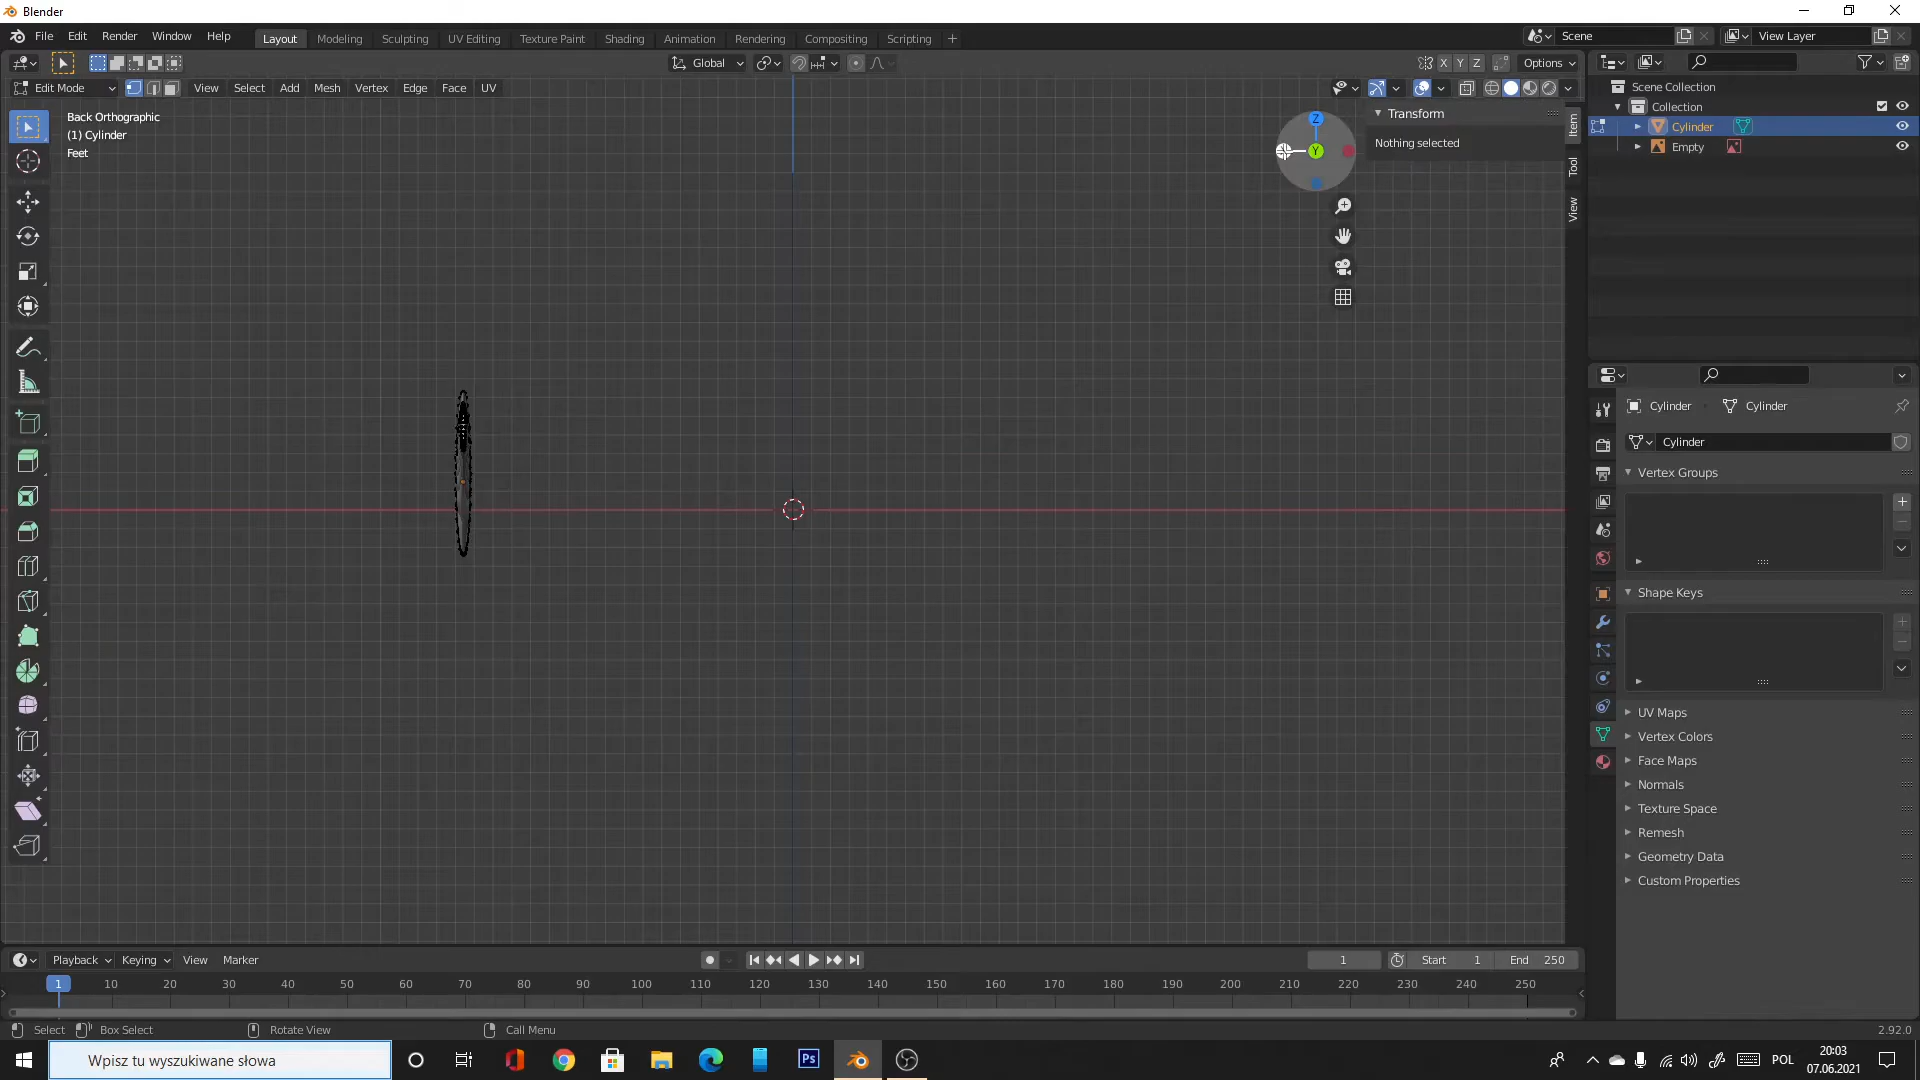 Blender
File Edit Render Window Help
Layout Modeling Sculpting UV Editing Texture Paint Shading Animation Rendering Compositing Scripting
Scene
View Layer
Global
X Y Z
Options
Edit Mode
View Select Add Mesh Vertex Edge Face UV
Back Orthographic
(1) Cylinder
Feet
Z
Y
Transform
Nothing selected
Item
Tool
View
Scene Collection
Collection
Cylinder
Empty
Cylinder Cylinder
Cylinder
Vertex Groups
Shape Keys
UV Maps
Vertex Colors
Face Maps
Normals
Texture Space
Remesh
Geometry Data
Custom Properties
Playback Keying View Marker
1
Start 1
End 250
1 10 20 30 40 50 60 70 80 90 100 110 120 130 140 150 160 170 180 190 200 210 220 230 240 250
Select Box Select Rotate View Call Menu
2.92.0
Wpisz tu wyszukiwane słowa
Ps
POL
20:03
07.06.2021